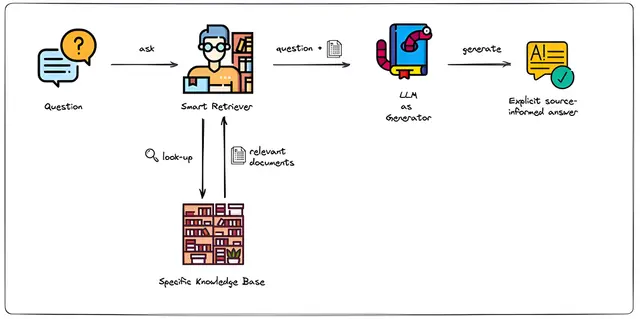 ask
question +
generate
A!
?
Question
Smart Retriever
LLM
as
Generator
Explicit source-
informed answer
look-up
relevant
documents
Specific Knowledge Base